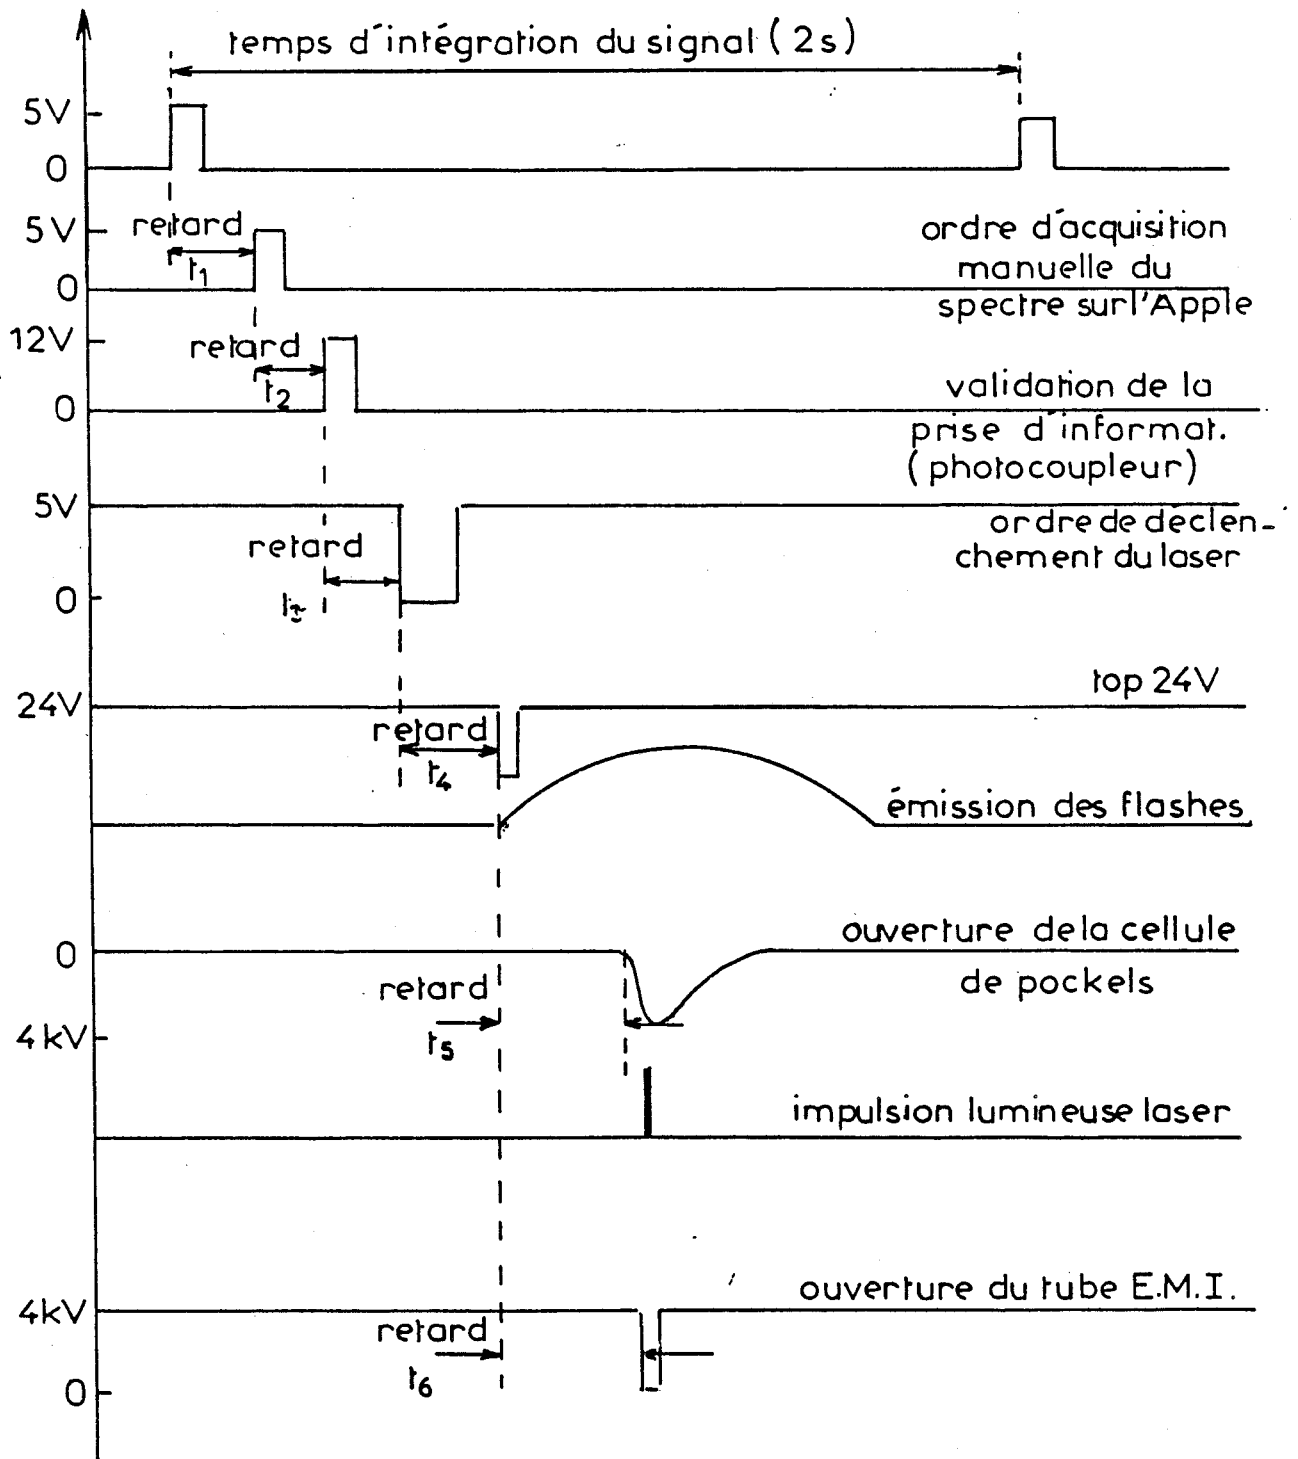 temps d'intégration du signal (2s)
5V
0
retard
t1
5V
0
ordre d'acquisition
manuelle du
spectre sur l'Apple
12V
retard
t2
0
validation de la
prise d'informat.
(photocoupleur)
5V
ordre de déclen-
chement du laser
retard
0
top 24V
24V
retard
t4
émission des flashes
ouverture de la cellule
0
de pockels
retard
t5
4kV
impulsion lumineuse laser
ouverture du tube E.M.I.
4kV
retard
t6
0